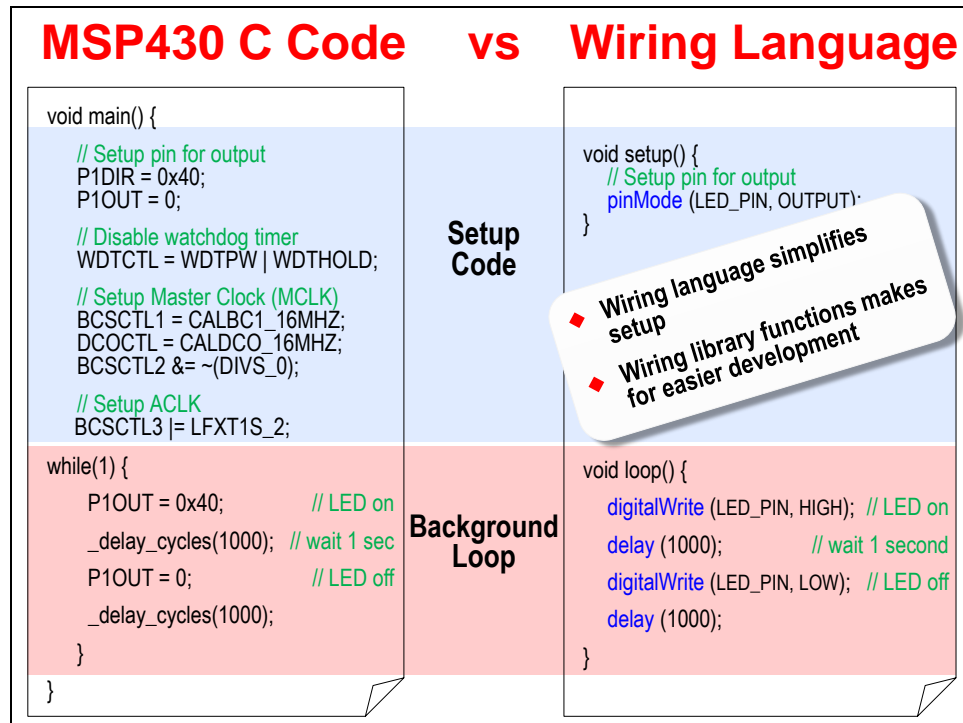 MSP430 C Code vs Wiring Language
void main() {
// Setup pin for output
P1DIR = 0x40;
P1OUT = 0;
// Disable watchdog timer
WDTCTL = WDTPW | WDTHOLD;
// Setup Master Clock (MCLK)
BCSCTL1 = CALBC1_16MHZ;
DCOCTL = CALDCO_16MHZ;
BCSCTL2 &= ~(DIVS_0);
// Setup ACLK
BCSCTL3 |= LFXT1S_2;
while(1) {
P1OUT = 0x40; // LED on
_delay_cycles(1000); // wait 1 sec
P1OUT = 0; // LED off
_delay_cycles(1000);
}
}
Setup
Code
Background
Loop
void setup() {
// Setup pin for output
pinMode (LED_PIN, OUTPUT);
}
◆ Wiring language simplifies
setup
◆ Wiring library functions makes
for easier development
void loop() {
digitalWrite (LED_PIN, HIGH); // LED on
delay (1000); // wait 1 second
digitalWrite (LED_PIN, LOW); // LED off
delay (1000);
}